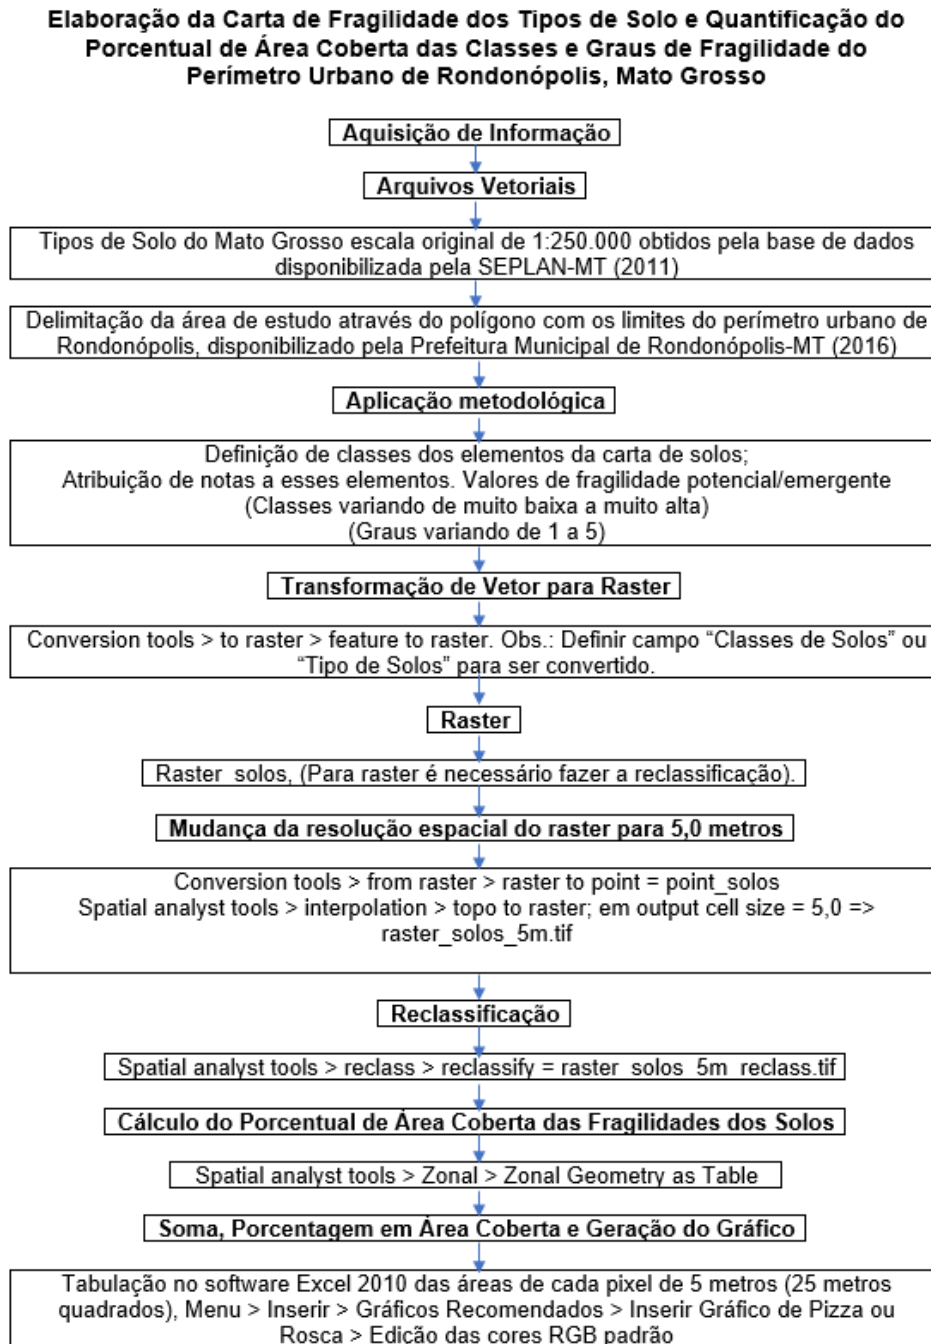 Elaboração da Carta de Fragilidade dos Tipos de Solo e Quantificação do
Porcentual de Área Coberta das Classes e Graus de Fragilidade do
Perímetro Urbano de Rondonópolis, Mato Grosso
Aquisição de Informação
Arquivos Vetoriais
Tipos de Solo do Mato Grosso escala original de 1:250.000 obtidos pela base de dados
disponibilizada pela SEPLAN-MT (2011)
Delimitação da área de estudo através do polígono com os limites do perímetro urbano de
Rondonópolis, disponibilizado pela Prefeitura Municipal de Rondonópolis-MT (2016)
Aplicação metodológica
Definição de classes dos elementos da carta de solos;
Atribuição de notas a esses elementos. Valores de fragilidade potencial/emergente
(Classes variando de muito baixa a muito alta)
(Graus variando de 1 a 5)
Transformação de Vetor para Raster
Conversion tools > to raster > feature to raster. Obs.: Definir campo “Classes de Solos” ou
“Tipo de Solos” para ser convertido.
Raster
Raster_solos, (Para raster é necessário fazer a reclassificação).
Mudança da resolução espacial do raster para 5,0 metros
Conversion tools > from raster > raster to point = point_solos
Spatial analyst tools > interpolation > topo to raster; em output cell size = 5,0 =>
raster_solos_5m.tif
Reclassificação
Spatial analyst tools > reclass > reclassify = raster_solos_5m_reclass.tif
Cálculo do Porcentual de Área Coberta das Fragilidades dos Solos
Spatial analyst tools > Zonal > Zonal Geometry as Table
Soma, Porcentagem em Área Coberta e Geração do Gráfico
Tabulação no software Excel 2010 das áreas de cada pixel de 5 metros (25 metros
quadrados), Menu > Inserir > Gráficos Recomendados > Inserir Gráfico de Pizza ou
Rosca > Edição das cores RGB padrão